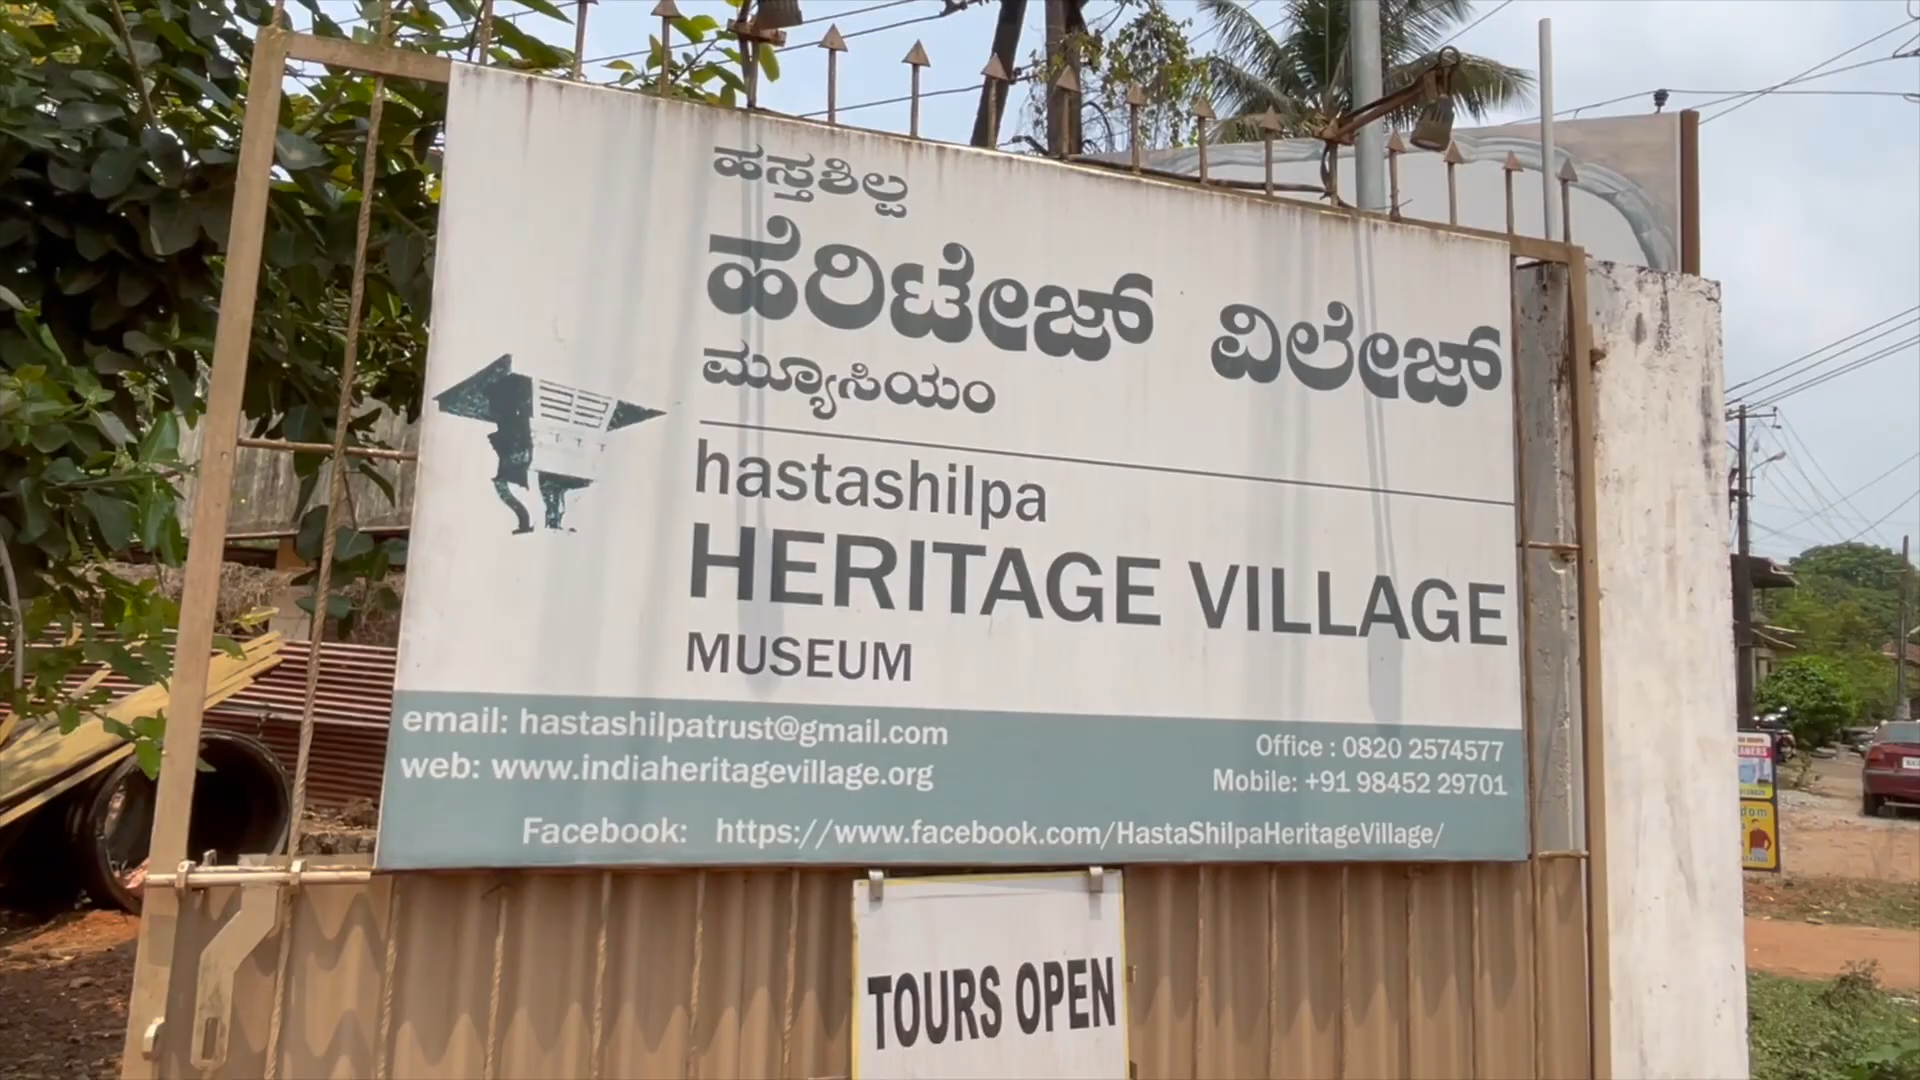 ಹಸ್ತಶಿಲ್ಪ
ಹೆರಿಟೇಜ್ ವಿಲೇಜ್
ಮ್ಯೂಸಿಯಂ
hastashilpa
HERITAGE VILLAGE
MUSEUM
email: hastashilpatrust@gmail.com
web: www.indiaheritagevillage.org
Office : 0820 2574577
Mobile: +91 98452 29701
Facebook: https://www.facebook.com/HastaShilpaHeritageVillage/
TOURS OPEN